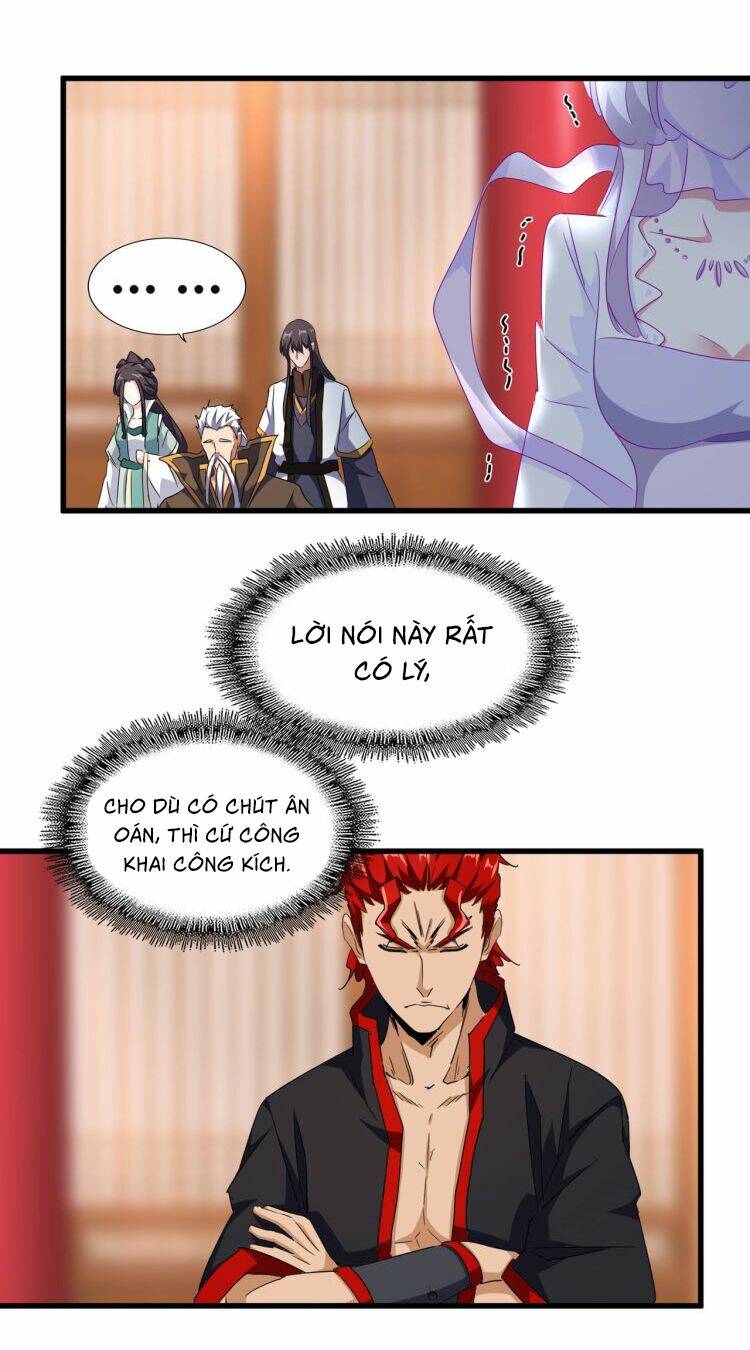 ... ...
LỜI NÓI NÀY RẤT
CÓ LÝ,
CHO DÙ CÓ CHÚT ÂN
OÁN, THÌ CỨ CÔNG
KHAI CÔNG KÍCH.